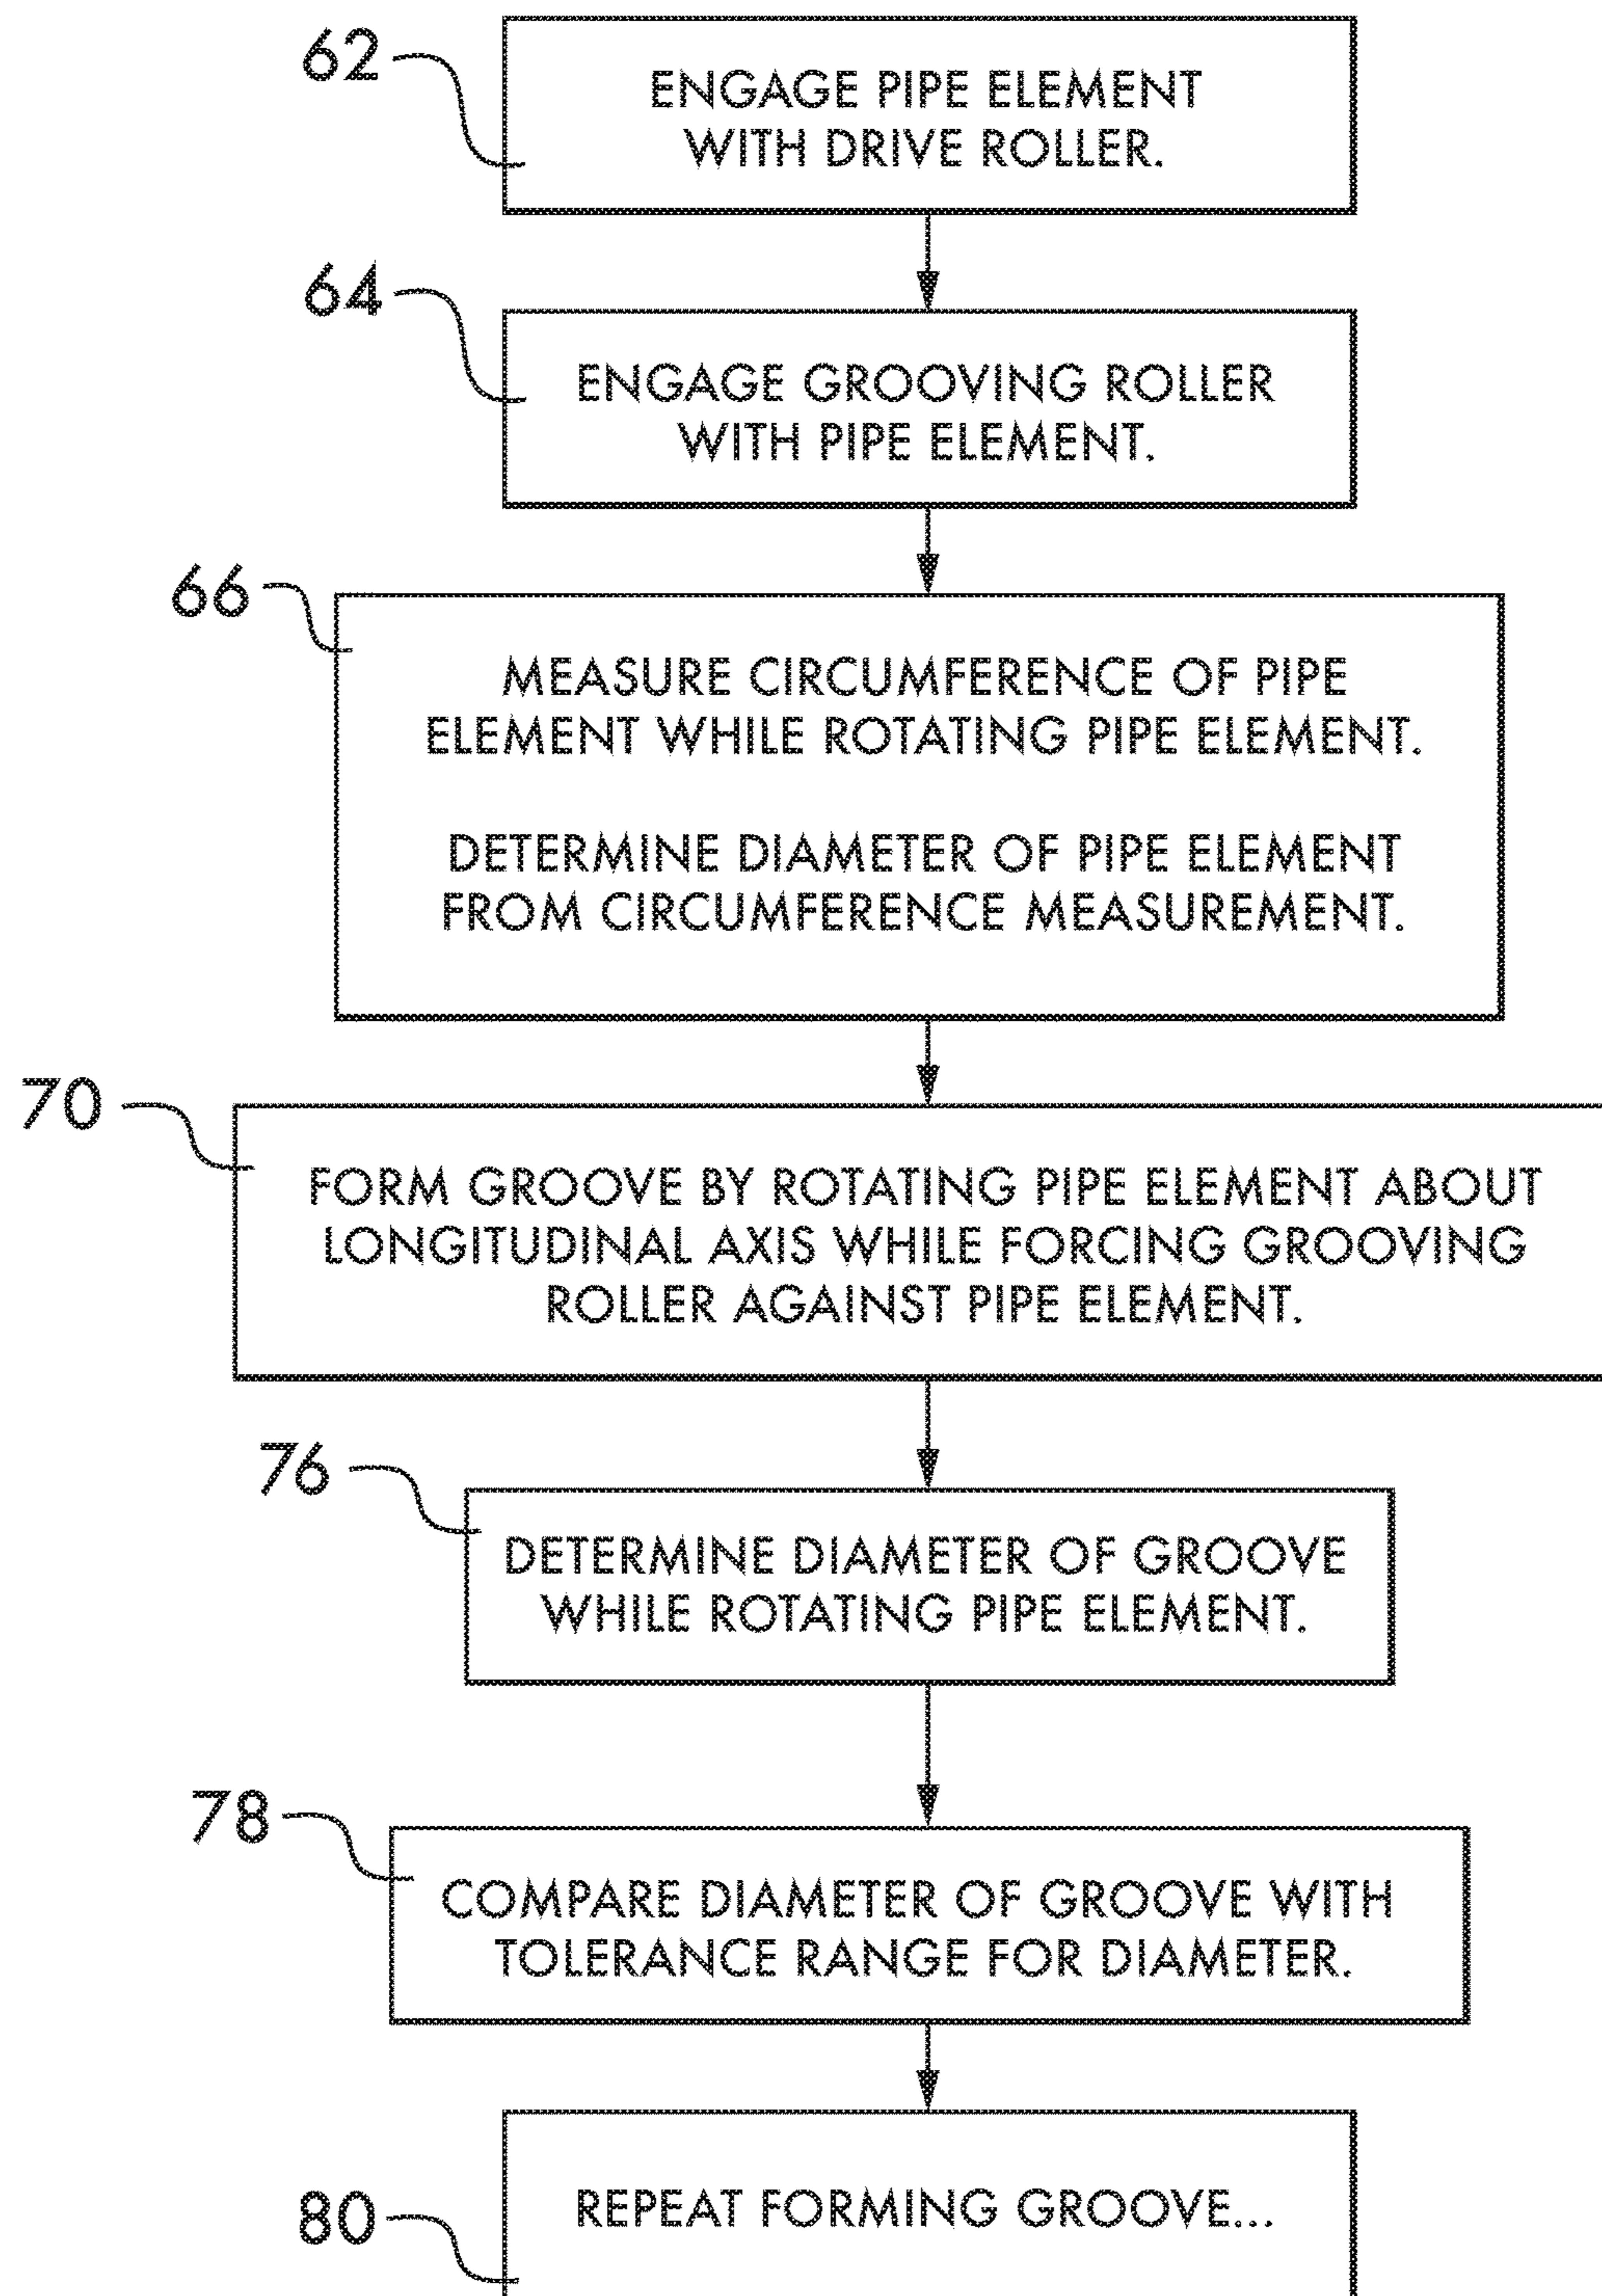 62
ENGAGE PIPE ELEMENT
WITH DRIVE ROLLER.
64
ENGAGE GROOVING ROLLER
WITH PIPE ELEMENT.
66
MEASURE CIRCUMFERENCE OF PIPE
ELEMENT WHILE ROTATING PIPE ELEMENT.
DETERMINE DIAMETER OF PIPE ELEMENT
FROM CIRCUMFERENCE MEASUREMENT.
70
FORM GROOVE BY ROTATING PIPE ELEMENT ABOUT
LONGITUDINAL AXIS WHILE FORCING GROOVING
ROLLER AGAINST PIPE ELEMENT.
76
DETERMINE DIAMETER OF GROOVE
WHILE ROTATING PIPE ELEMENT.
78
COMPARE DIAMETER OF GROOVE WITH
TOLERANCE RANGE FOR DIAMETER.
80
REPEAT FORMING GROOVE...